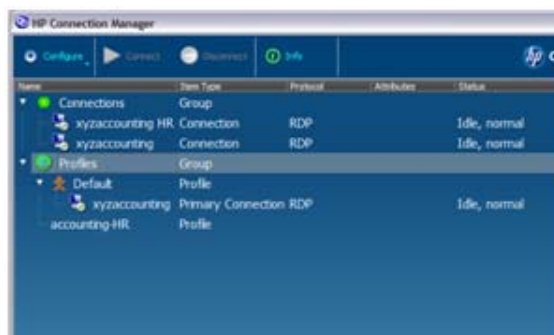 HP Connection Manager
Configure Connect Disconnect Info hp
Name Item Type Protocol Attributes Status
Connections Group
xyzaccounting HR Connection RDP Idle, normal
xyzaccounting Connection RDP Idle, normal
Profiles Group
Default Profile
xyzaccounting Primary Connection RDP Idle, normal
accounting-HR Profile